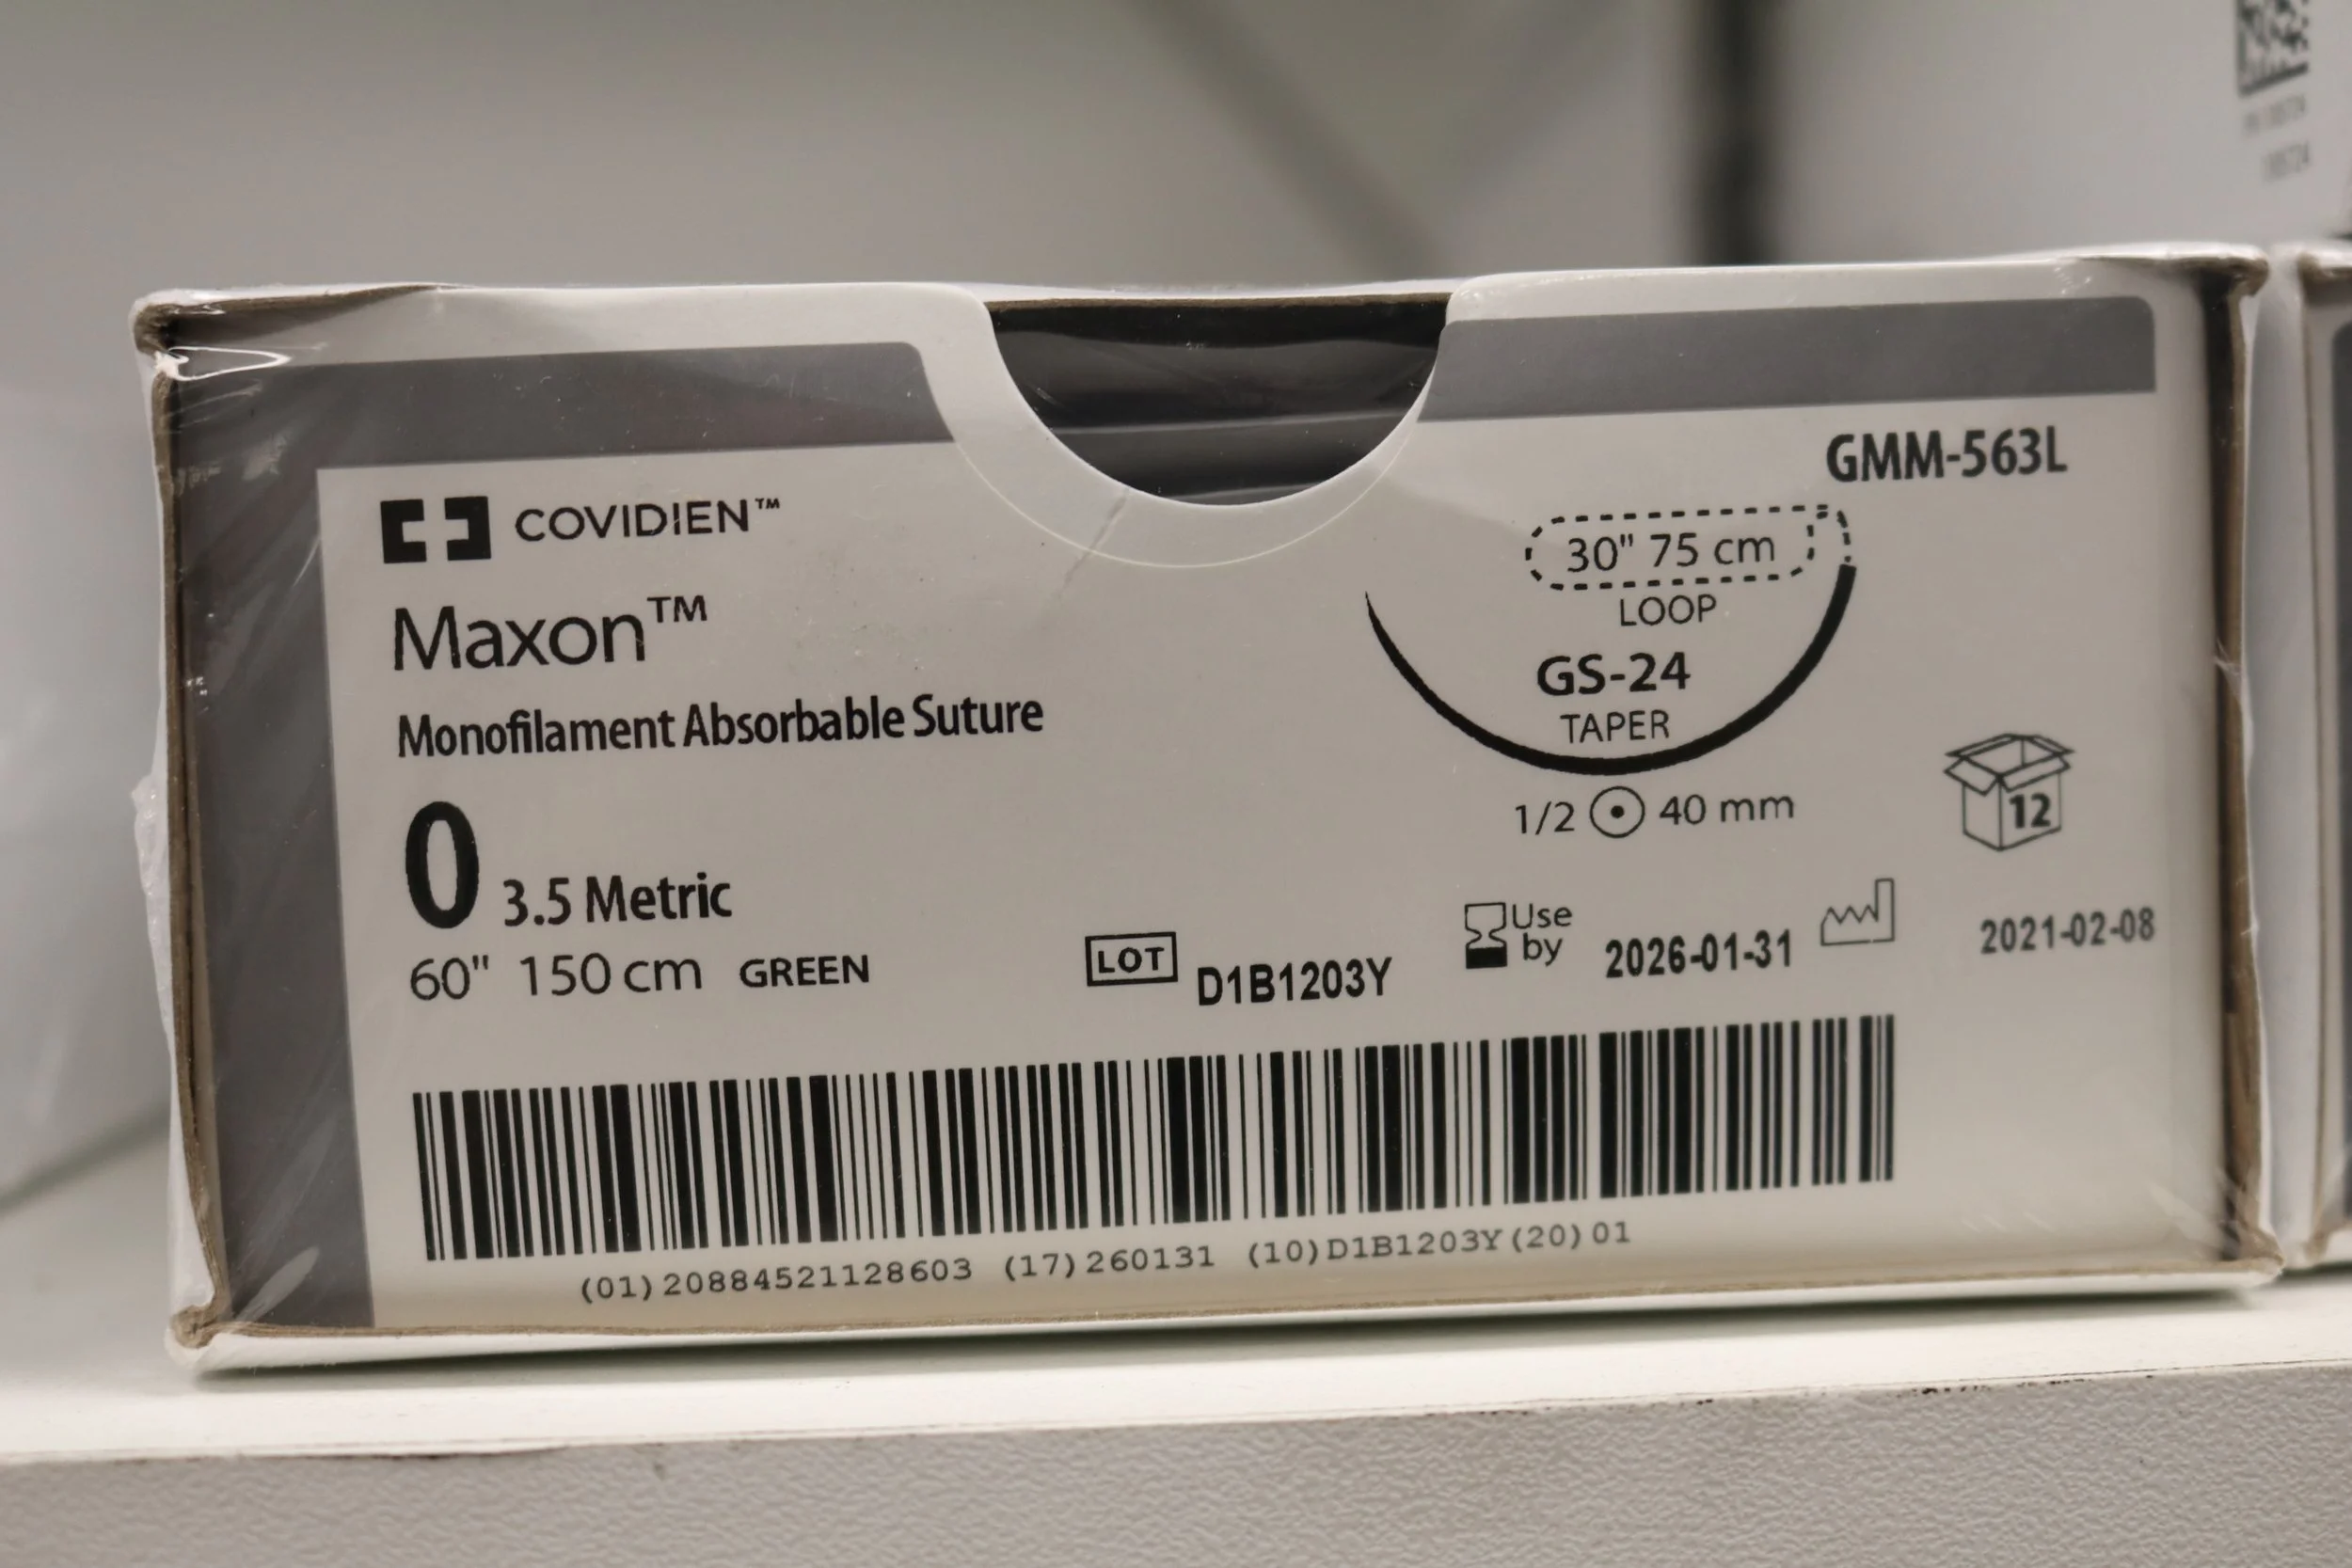 GMM-563L
COVIDIEN™
30" 75 cm
LOOP
Maxon™
GS-24
TAPER
Monofilament Absorbable Suture
1/2 40 mm
12
0 3.5 Metric
60" 150 cm GREEN
LOT D1B1203Y
Use by 2026-01-31
2021-02-08
(01)20884521128603 (17)260131 (10)D1B1203Y(20)01